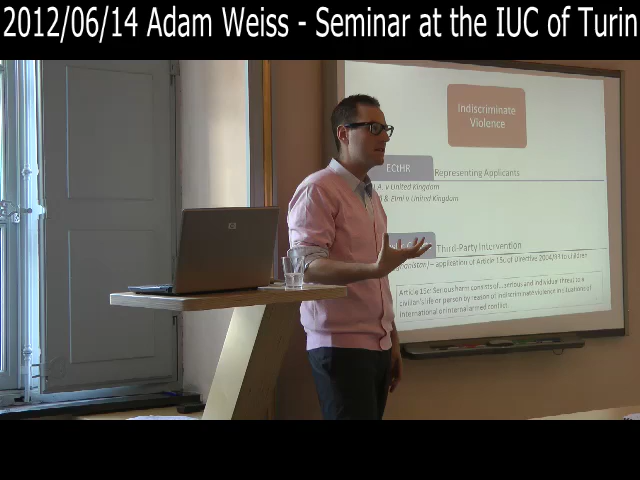 2012/06/14 Adam Weiss - Seminar at the IUC of Turin
Indiscriminate
Violence
ECtHR
Representing Applicants
A. v United Kingdom
& Elmi v United Kingdom
Third-Party Intervention
– application of Article 15c of Directive 2004/83 to children
Article 15c: Serious harm consists of... serious and individual threat to a
civilian's life or person by reason of indiscriminate violence in situations of
international or internal armed conflict.
hp